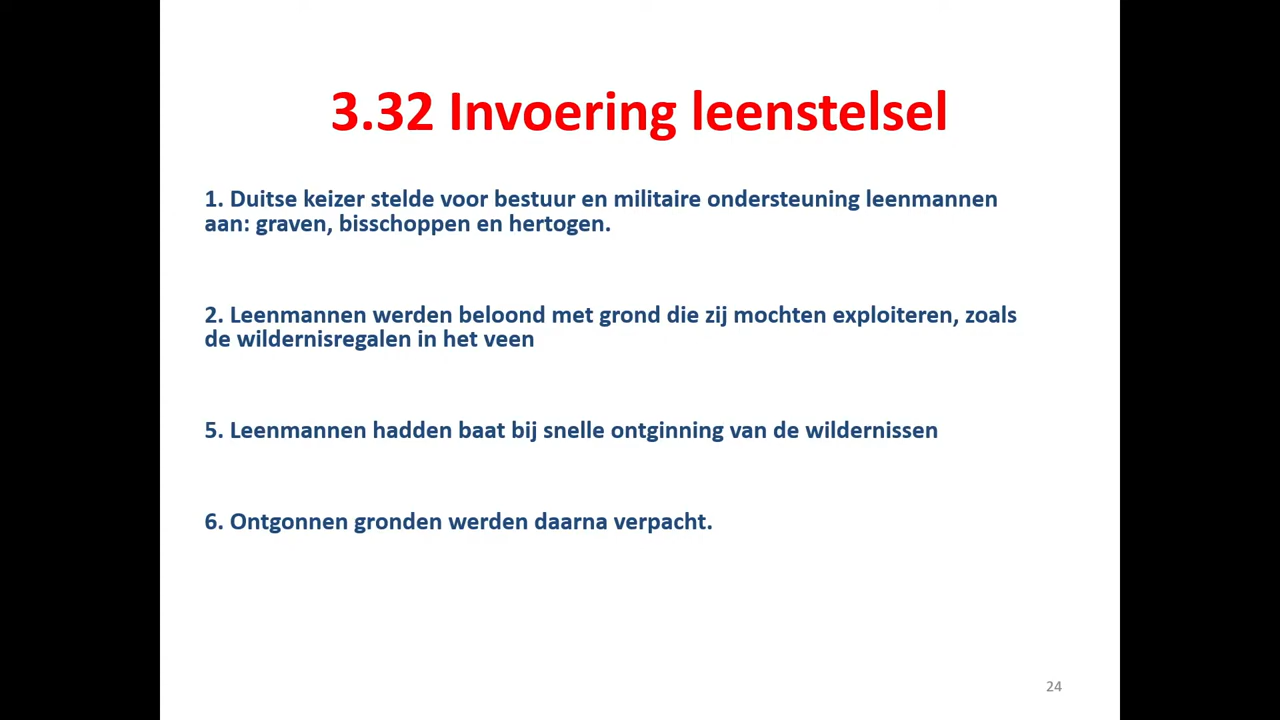 3.32 Invoering leenstelsel
1. Duitse keizer stelde voor bestuur en militaire ondersteuning leenmannen
aan: graven, bisschoppen en hertogen.
2. Leenmannen werden beloond met grond die zij mochten exploiteren, zoals
de wildernisregalen in het veen
5. Leenmannen hadden baat bij snelle ontginning van de wildernissen
6. Ontgonnen gronden werden daarna verpacht.
24